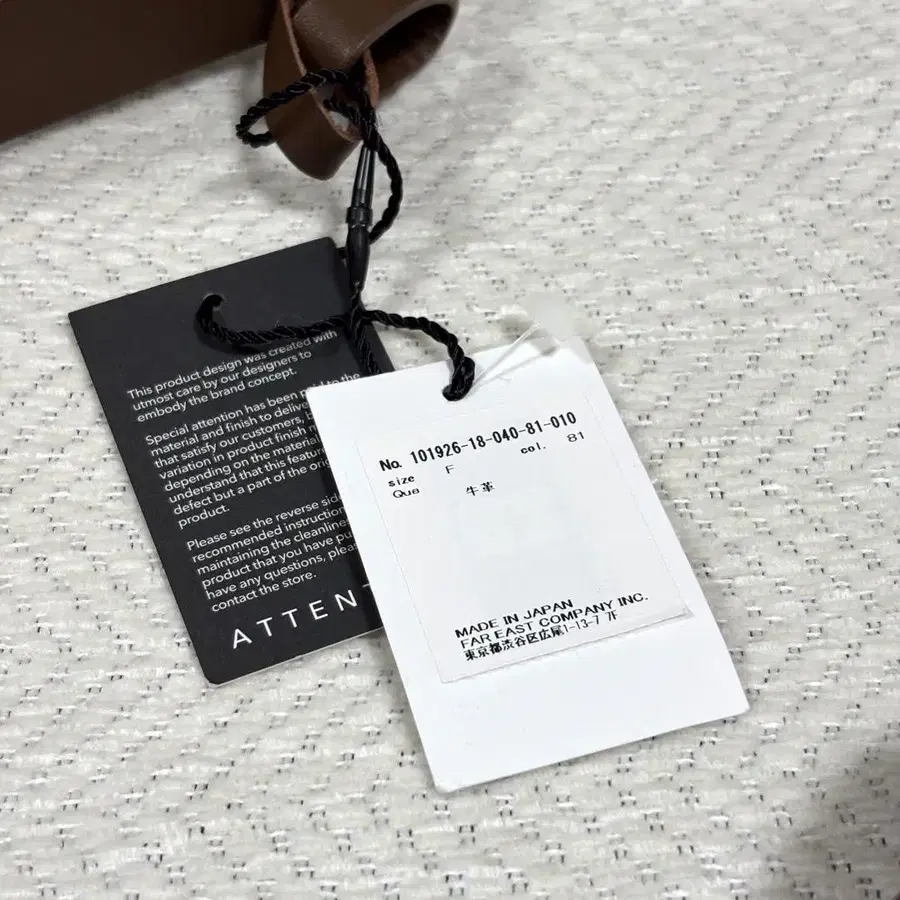 This product design was created with
utmost care by our designers to
embody the brand concept.
Special attention has been paid to the
material and finish to
that satisfy our customers,
variation in product finish
depending on the material
understand that this
defect but a part of the
product.
Please see the reverse
recommended
maintaining the
product that you have
have any questions,
contact the store.
No. 101926-18-040-81-010
size F col. 81
Que 牛革
MADE IN JAPAN
FAR EAST COMPANY INC.
東京都渋谷区広尾1-13-7 7F